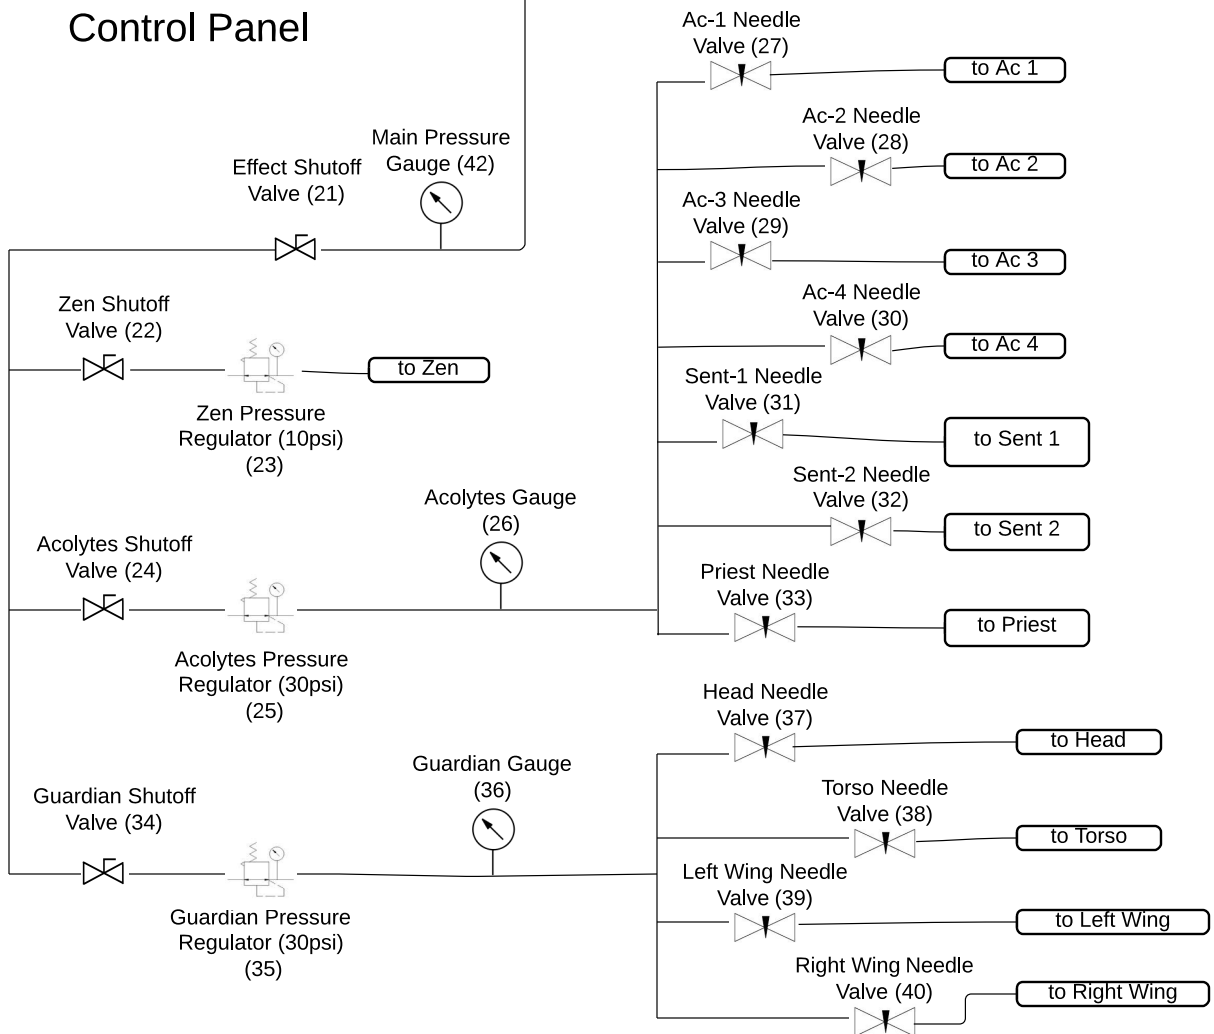 Control Panel
Main Pressure
Gauge (42)
Effect Shutoff
Valve (21)
Zen Shutoff
Valve (22)
to Zen
Zen Pressure
Regulator (10psi)
(23)
Acolytes Gauge
(26)
Acolytes Shutoff
Valve (24)
Acolytes Pressure
Regulator (30psi)
(25)
Guardian Gauge
(36)
Guardian Shutoff
Valve (34)
Guardian Pressure
Regulator (30psi)
(35)
Ac-1 Needle
Valve (27)
to Ac 1
Ac-2 Needle
Valve (28)
to Ac 2
Ac-3 Needle
Valve (29)
to Ac 3
Ac-4 Needle
Valve (30)
to Ac 4
Sent-1 Needle
Valve (31)
to Sent 1
Sent-2 Needle
Valve (32)
to Sent 2
Priest Needle
Valve (33)
to Priest
Head Needle
Valve (37)
to Head
Torso Needle
Valve (38)
to Torso
Left Wing Needle
Valve (39)
to Left Wing
Right Wing Needle
Valve (40)
to Right Wing